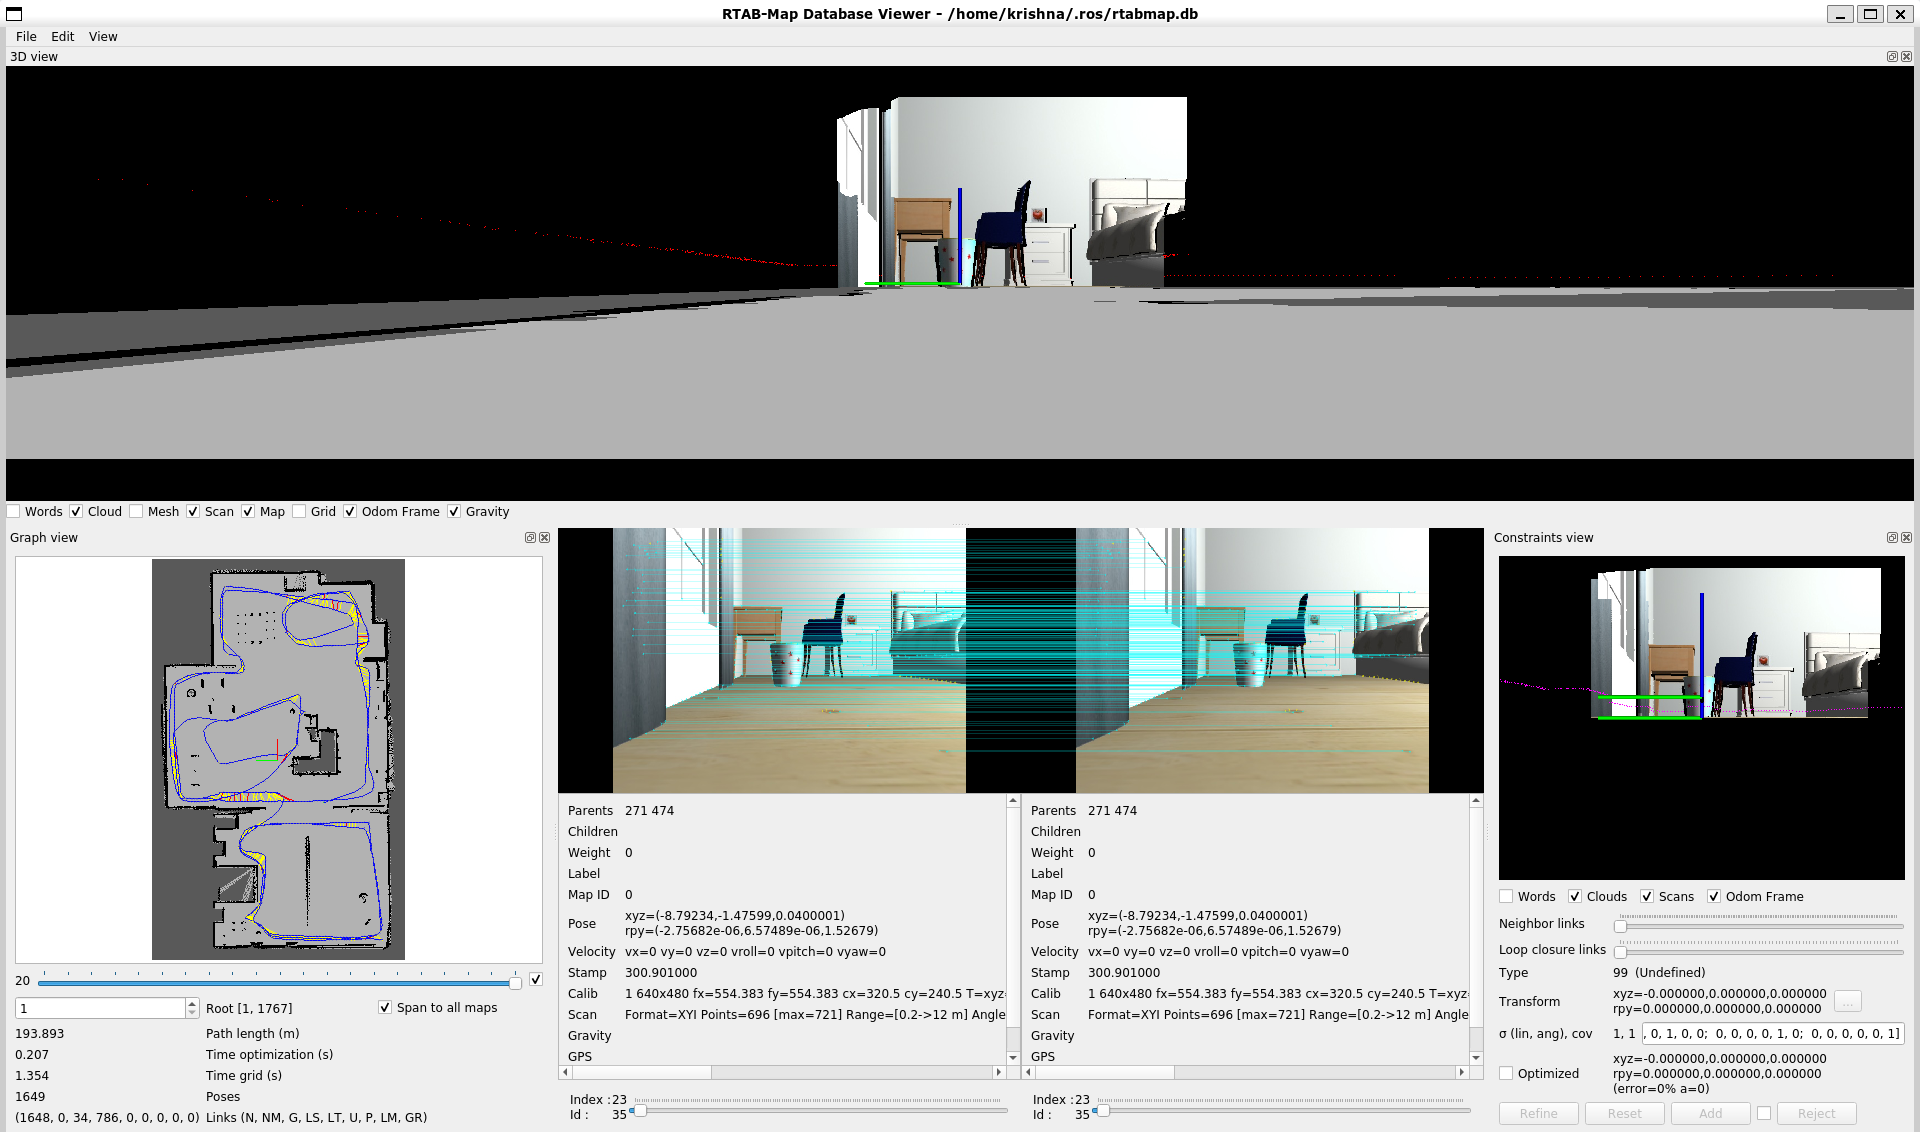 RTAB-Map Database Viewer - /home/krishna/.ros/rtabmap.db
File Edit View
3D view
Words Cloud Mesh Scan Map Grid Odom Frame Gravity
Graph view
20
1 Root [1, 1767] Span to all maps
193.893 Path length (m)
0.207 Time optimization (s)
1.354 Time grid (s)
1649 Poses
(1648, 0, 34, 786, 0, 0, 0, 0, 0) Links (N, NM, G, LS, LT, U, P, LM, GR)
Parents 271 474
Children
Weight 0
Label
Map ID 0
Pose xyz=(-8.79234,-1.47599,0.0400001)
rpy=(-2.75682e-06,6.57489e-06,1.52679)
Velocity vx=0 vy=0 vz=0 vroll=0 vpitch=0 vyaw=0
Stamp 300.901000
Calib 1 640x480 fx=554.383 fy=554.383 cx=320.5 cy=240.5 T=xyz=
Scan Format=XYI Points=696 [max=721] Range=[0.2->12 m] Angle
Gravity
GPS
Index : 23
Id : 35
Parents 271 474
Children
Weight 0
Label
Map ID 0
Pose xyz=(-8.79234,-1.47599,0.0400001)
rpy=(-2.75682e-06,6.57489e-06,1.52679)
Velocity vx=0 vy=0 vz=0 vroll=0 vpitch=0 vyaw=0
Stamp 300.901000
Calib 1 640x480 fx=554.383 fy=554.383 cx=320.5 cy=240.5 T=xyz=
Scan Format=XYI Points=696 [max=721] Range=[0.2->12 m] Angle
Gravity
GPS
Index : 23
Id : 35
Constraints view
Words Clouds Scans Odom Frame
Neighbor links
Loop closure links
Type 99 (Undefined)
Transform xyz=-0.000000,0.000000,0.000000
rpy=0.000000,0.000000,0.000000 ...
σ (lin, ang), cov 1, 1 , 0, 1, 0, 0; 0, 0, 0, 0, 1, 0; 0, 0, 0, 0, 0, 1]
Optimized xyz=-0.000000,0.000000,0.000000
rpy=0.000000,0.000000,0.000000
(error=0% a=0)
Refine Reset Add Reject